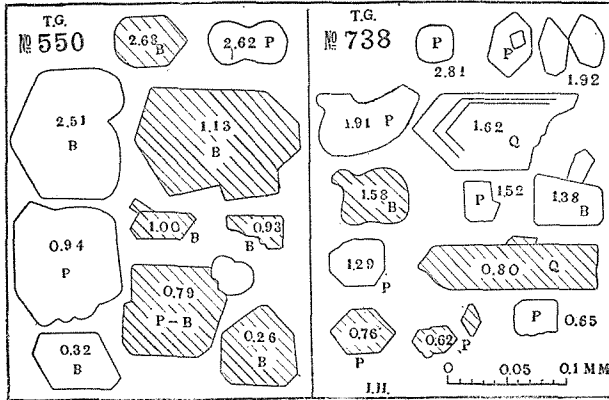 T.G.
№ 550
2.63
B
2.62 P
2.51
B
1.13
B
1.00
B
0.93
B
0.94
P
0.79
P-B
0.32
B
0.26
B
T.G.
№ 738
P
2.81
P
1.92
1.91 P
1.62
Q
1.58
B
P
1.52
1.38
B
1.29
P
0.80
Q
0.76
P
0.62
P
P
0.65
I.H.
0 0.05 0.1 MM